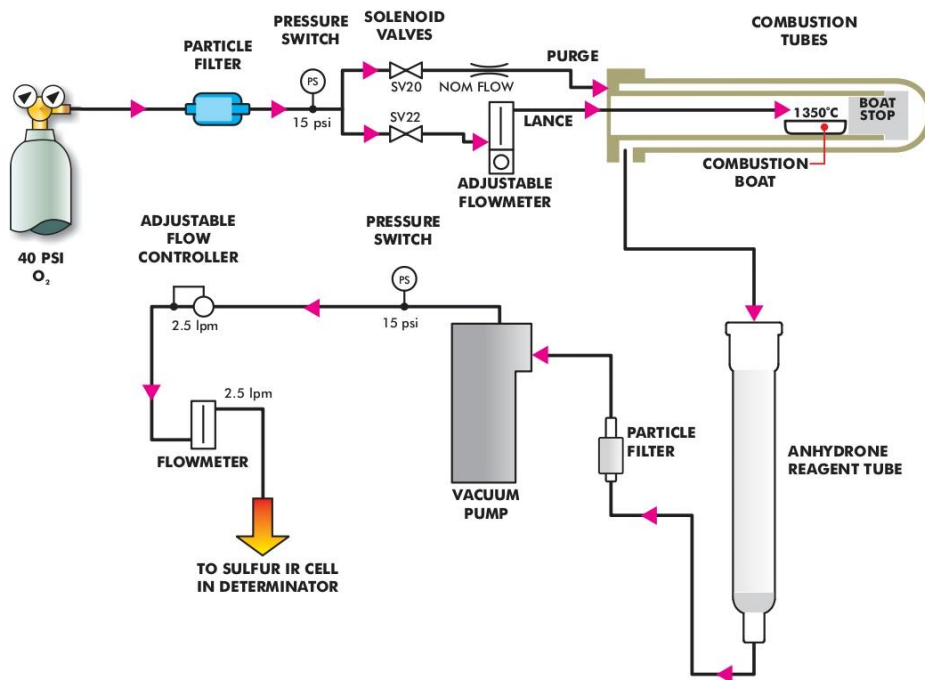 SOLENOID
VALVES
PRESSURE
SWITCH
COMBUSTION
TUBES
PARTICLE
FILTER
PURGE
PS
SV20
NOM FLOW
15 psi
SV22
LANCE
1350°C
BOAT
STOP
COMBUSTION
BOAT
ADJUSTABLE
FLOWMETER
40 PSI
O₂
ADJUSTABLE
FLOW
CONTROLLER
PRESSURE
SWITCH
PS
2.5 lpm
15 psi
2.5 lpm
FLOWMETER
VACUUM
PUMP
PARTICLE
FILTER
ANHYDRONE
REAGENT TUBE
TO SULFUR IR CELL
IN DETERMINATOR